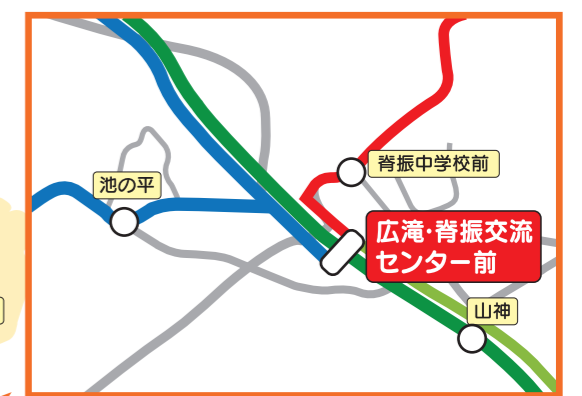 脊振中学校前
池の平
広滝・脊振交流
センター前
山神